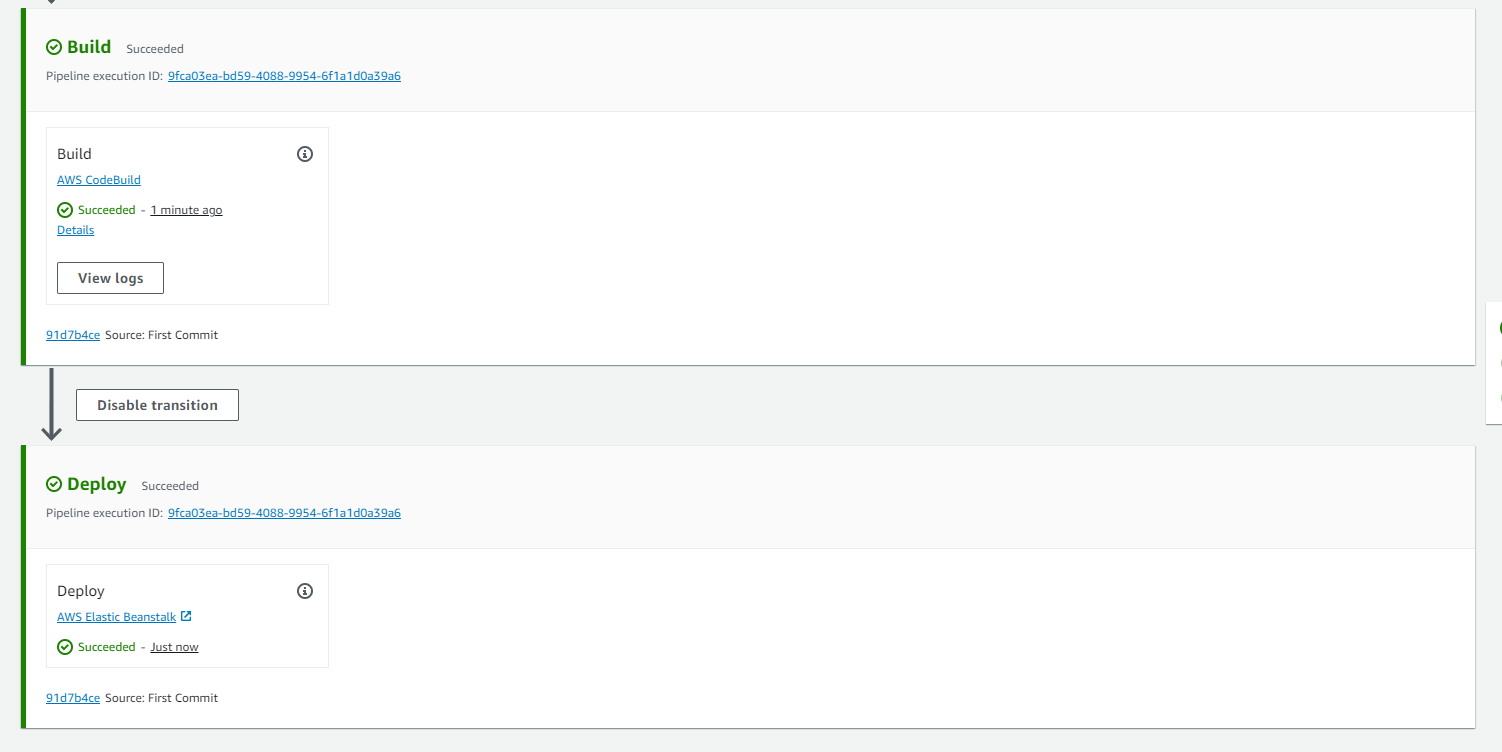 Build Succeeded
Pipeline execution ID: 9fca03ea-bd59-4088-9954-6f1a1d0a39a6
Build
AWS CodeBuild
Succeeded - 1 minute ago
Details
View logs
91d7b4ce Source: First Commit
Disable transition
Deploy Succeeded
Pipeline execution ID: 9fca03ea-bd59-4088-9954-6f1a1d0a39a6
Deploy
AWS Elastic Beanstalk
Succeeded - Just now
91d7b4ce Source: First Commit